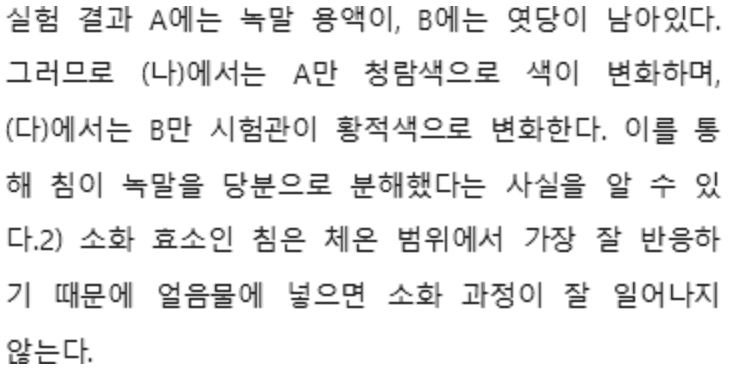 실험 결과 A에는 녹말 용액이, B에는 엿당이 남아있다.
그러므로 (나)에서는 A만 청람색으로 색이 변화하며,
(다)에서는 B만 시험관이 황적색으로 변화한다. 이를 통
해 침이 녹말을 당분으로 분해했다는 사실을 알 수 있
다.2) 소화 효소인 침은 체온 범위에서 가장 잘 반응하
기 때문에 얼음물에 넣으면 소화 과정이 잘 일어나지
않는다.